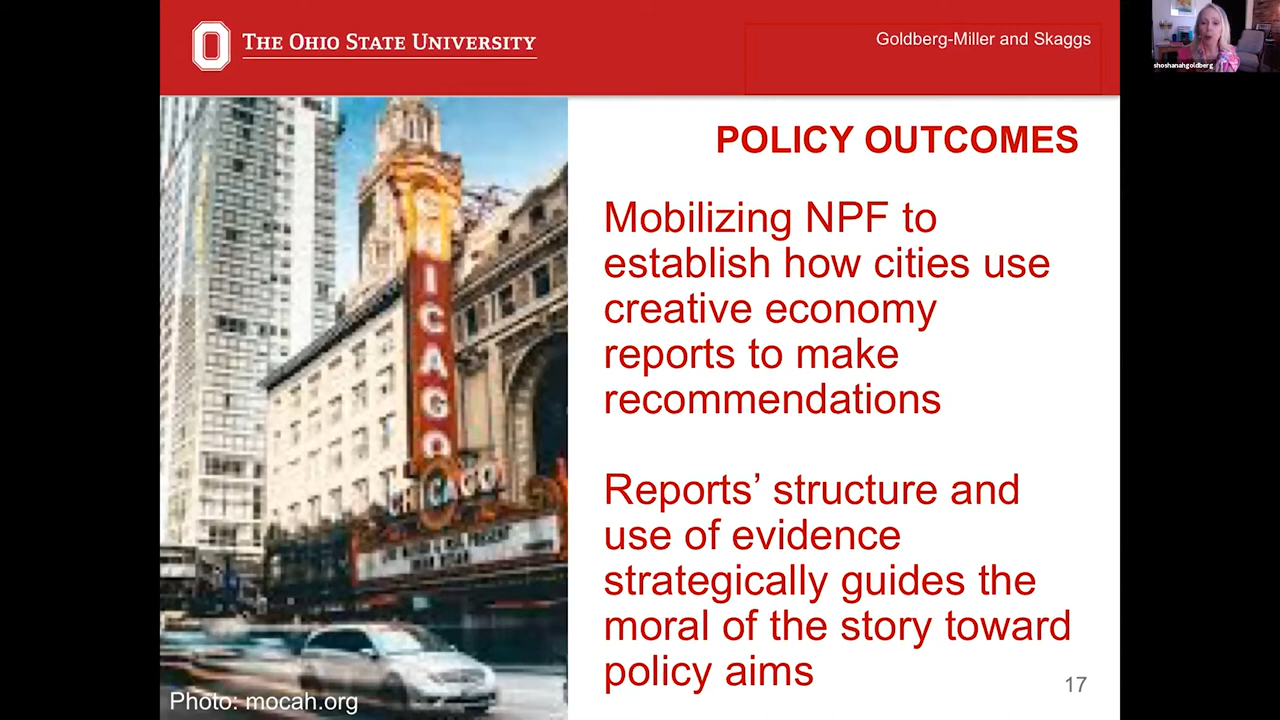 THE OHIO STATE UNIVERSITY
Goldberg-Miller and Skaggs
shoshanahgoldberg
POLICY OUTCOMES
Mobilizing NPF to
establish how cities use
creative economy
reports to make
recommendations
Reports’ structure and
use of evidence
strategically guides the
moral of the story toward
policy aims
CHICAGO
CHICAGO
Photo: mocah.org
17